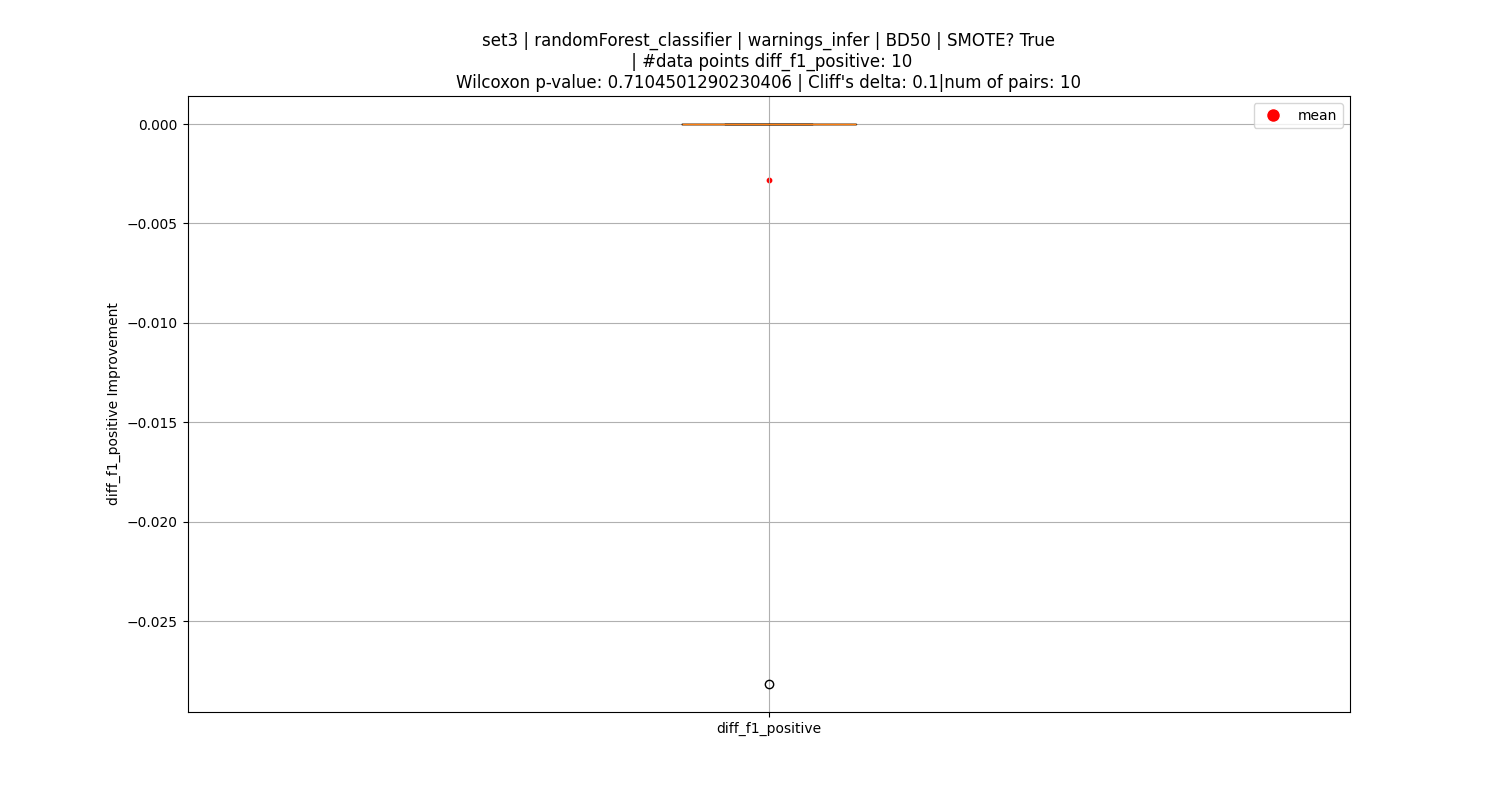 set3 | randomForest_classifier | warnings_infer | BD50 | SMOTE? True
| #data points diff_f1_positive: 10
Wilcoxon p-value: 0.7104501290230406 | Cliff's delta: 0.1|num of pairs: 10
mean
0.000
−0.005
−0.010
−0.015
−0.020
−0.025
diff_f1_positive Improvement
diff_f1_positive